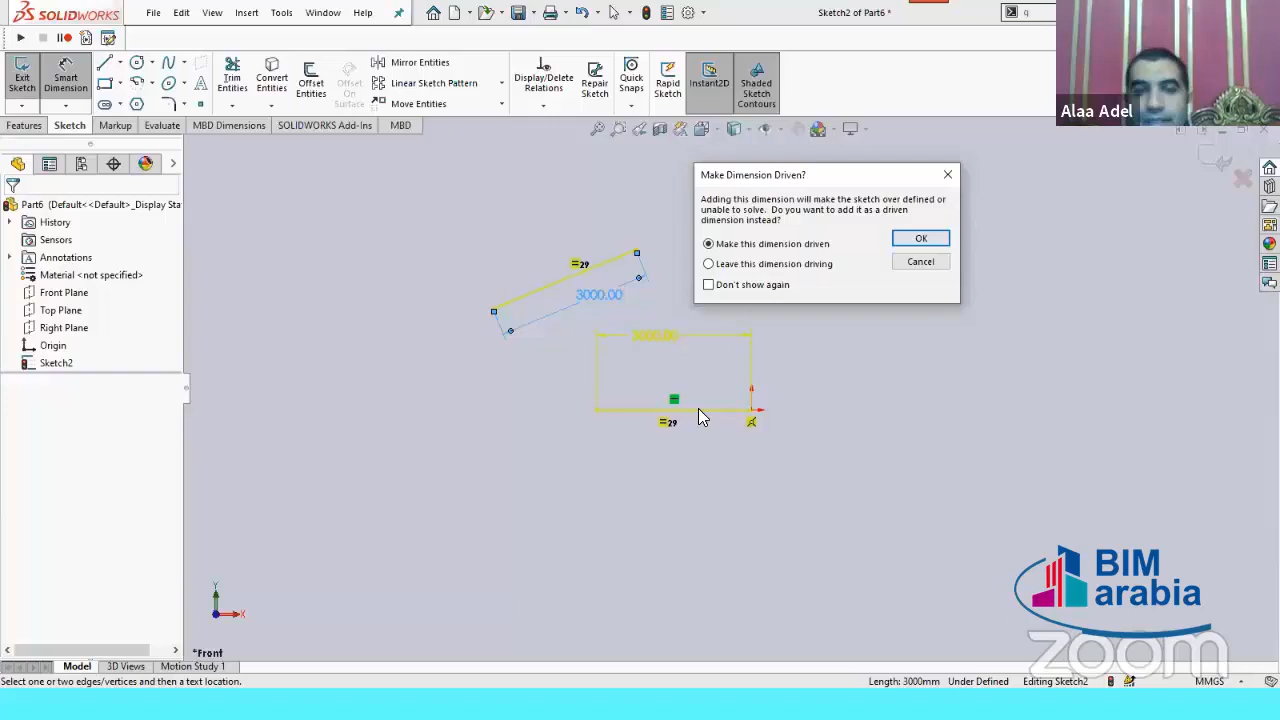 SOLIDWORKS
File Edit View Insert Tools Window Help
Sketch2 of Part6 *
q
Exit Sketch
Smart Dimension
Trim Entities
Convert Entities
Offset Entities
Offset On Surface
Mirror Entities
Linear Sketch Pattern
Move Entities
Display/Delete Relations
Repair Sketch
Quick Snaps
Rapid Sketch
Instant2D
Shaded Sketch Contours
Alaa Adel
Features Sketch Markup Evaluate MBD Dimensions SOLIDWORKS Add-Ins MBD
Part6 (Default<<Default>_Display Sta
History
Sensors
Annotations
Material <not specified>
Front Plane
Top Plane
Right Plane
Origin
Sketch2
Make Dimension Driven?
Adding this dimension will make the sketch over defined or
unable to solve. Do you want to add it as a driven
dimension instead?
Make this dimension driven
Leave this dimension driving
Don't show again
OK
Cancel
29
3000.00
3000.00
29
Y
X
*Front
BIM
arabia
zoom
Model 3D Views Motion Study 1
Select one or two edges/vertices and then a text location.
Length: 3000mm Under Defined Editing Sketch2 MMGS